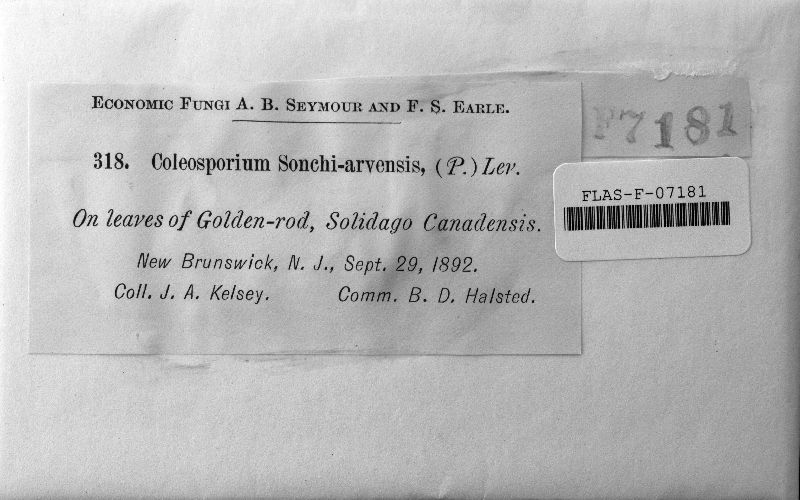 ECONOMIC FUNGI A. B. SEYMOUR AND F. S. EARLE.
318. Coleosporium Sonchi-arvensis, (P.) Lev.
On leaves of Golden-rod, Solidago Canadensis.
New Brunswick, N. J., Sept. 29, 1892.
Coll. J. A. Kelsey. Comm. B. D. Halsted.
F7181
FLAS-F-07181